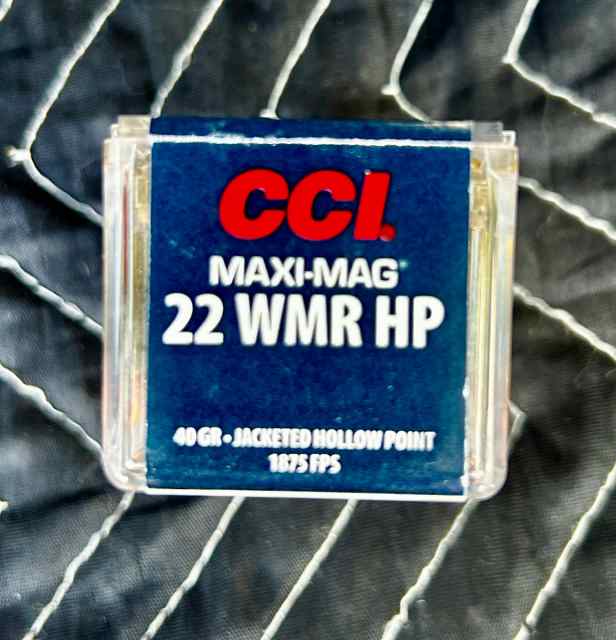 CCI.
MAXI-MAG
22 WMR HP
40 GR • JACKETED HOLLOW POINT
1875 FPS